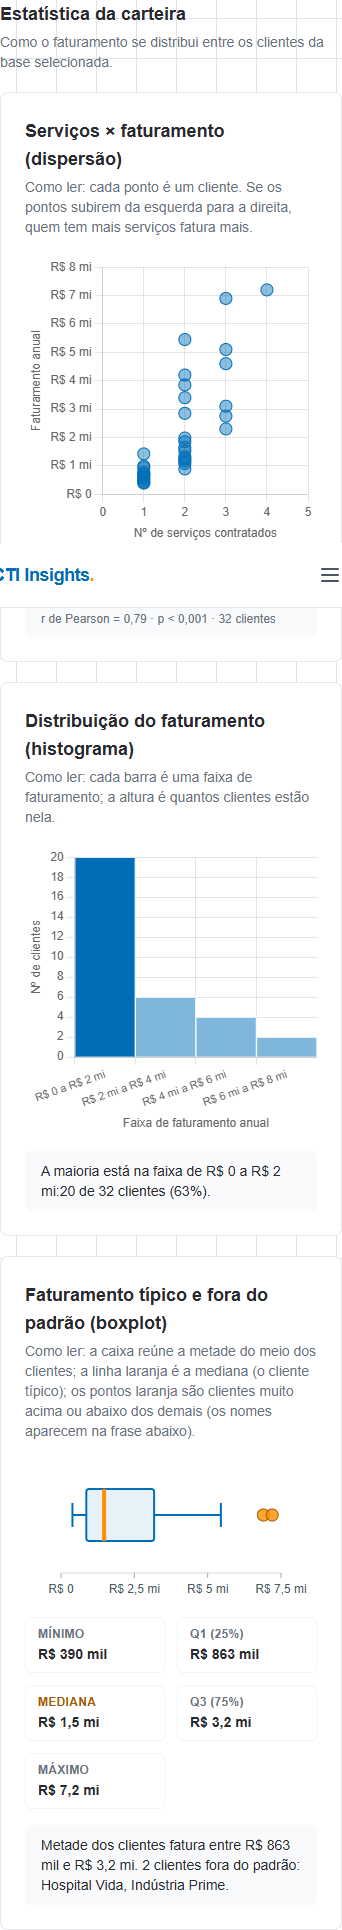 Estatística da carteira
Como o faturamento se distribui entre os clientes da
base selecionada.
Serviços × faturamento
(dispersão)
Como ler: cada ponto é um cliente. Se os
pontos subirem da esquerda para a direita,
quem tem mais serviços fatura mais.
Faturamento anual
R$ 8 mi
R$ 7 mi
R$ 6 mi
R$ 5 mi
R$ 4 mi
R$ 3 mi
R$ 2 mi
R$ 1 mi
R$ 0
0 1 2 3 4 5
Nº de serviços contratados
CTI Insights.
r de Pearson = 0,79 · p < 0,001 · 32 clientes
Distribuição do faturamento
(histograma)
Como ler: cada barra é uma faixa de
faturamento; a altura é quantos clientes estão
nela.
Nº de clientes
20
18
16
14
12
10
8
6
4
2
0
R$ 0 a R$ 2 mi
R$ 2 mi a R$ 4 mi
R$ 4 mi a R$ 6 mi
R$ 6 mi a R$ 8 mi
Faixa de faturamento anual
A maioria está na faixa de R$ 0 a R$ 2
mi:20 de 32 clientes (63%).
Faturamento típico e fora do
padrão (boxplot)
Como ler: a caixa reúne a metade do meio dos
clientes; a linha laranja é a mediana (o cliente
típico); os pontos laranja são clientes muito
acima ou abaixo dos demais (os nomes
aparecem na frase abaixo).
R$ 0 R$ 2,5 mi R$ 5 mi R$ 7,5 mi
MÍNIMO
R$ 390 mil
Q1 (25%)
R$ 863 mil
MEDIANA
R$ 1,5 mi
Q3 (75%)
R$ 3,2 mi
MÁXIMO
R$ 7,2 mi
Metade dos clientes fatura entre R$ 863
mil e R$ 3,2 mi. 2 clientes fora do padrão:
Hospital Vida, Indústria Prime.